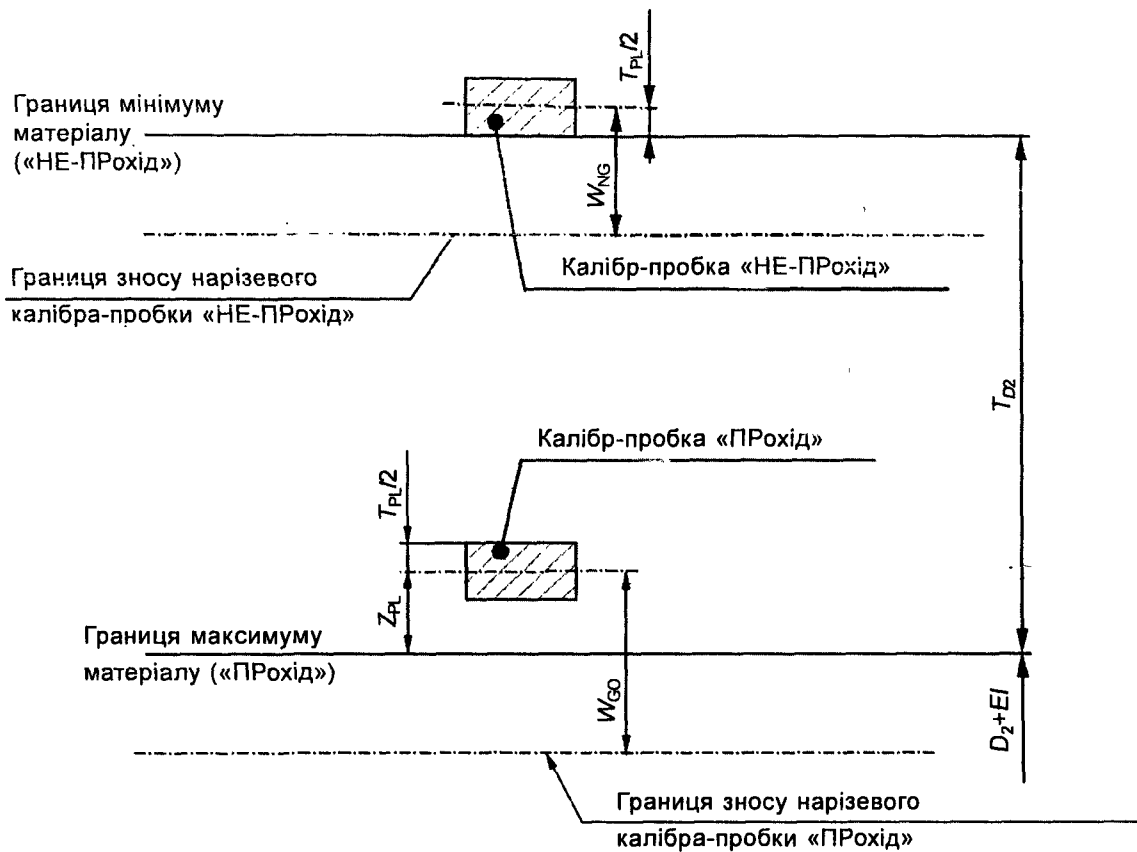 T_PL/2
Границя мінімуму
матеріалу
(«НЕ-ПРохід»)
W_NG
Калібр-пробка «НЕ-ПРохід»
Границя зносу нарізевого
калібра-пробки «НЕ-ПРохід»
T_D2
Калібр-пробка «ПРохід»
T_PL/2
Z_PL
Границя максимуму
матеріалу («ПРохід»)
W_GO
D₂+EI
Границя зносу нарізевого
калібра-пробки «ПРохід»